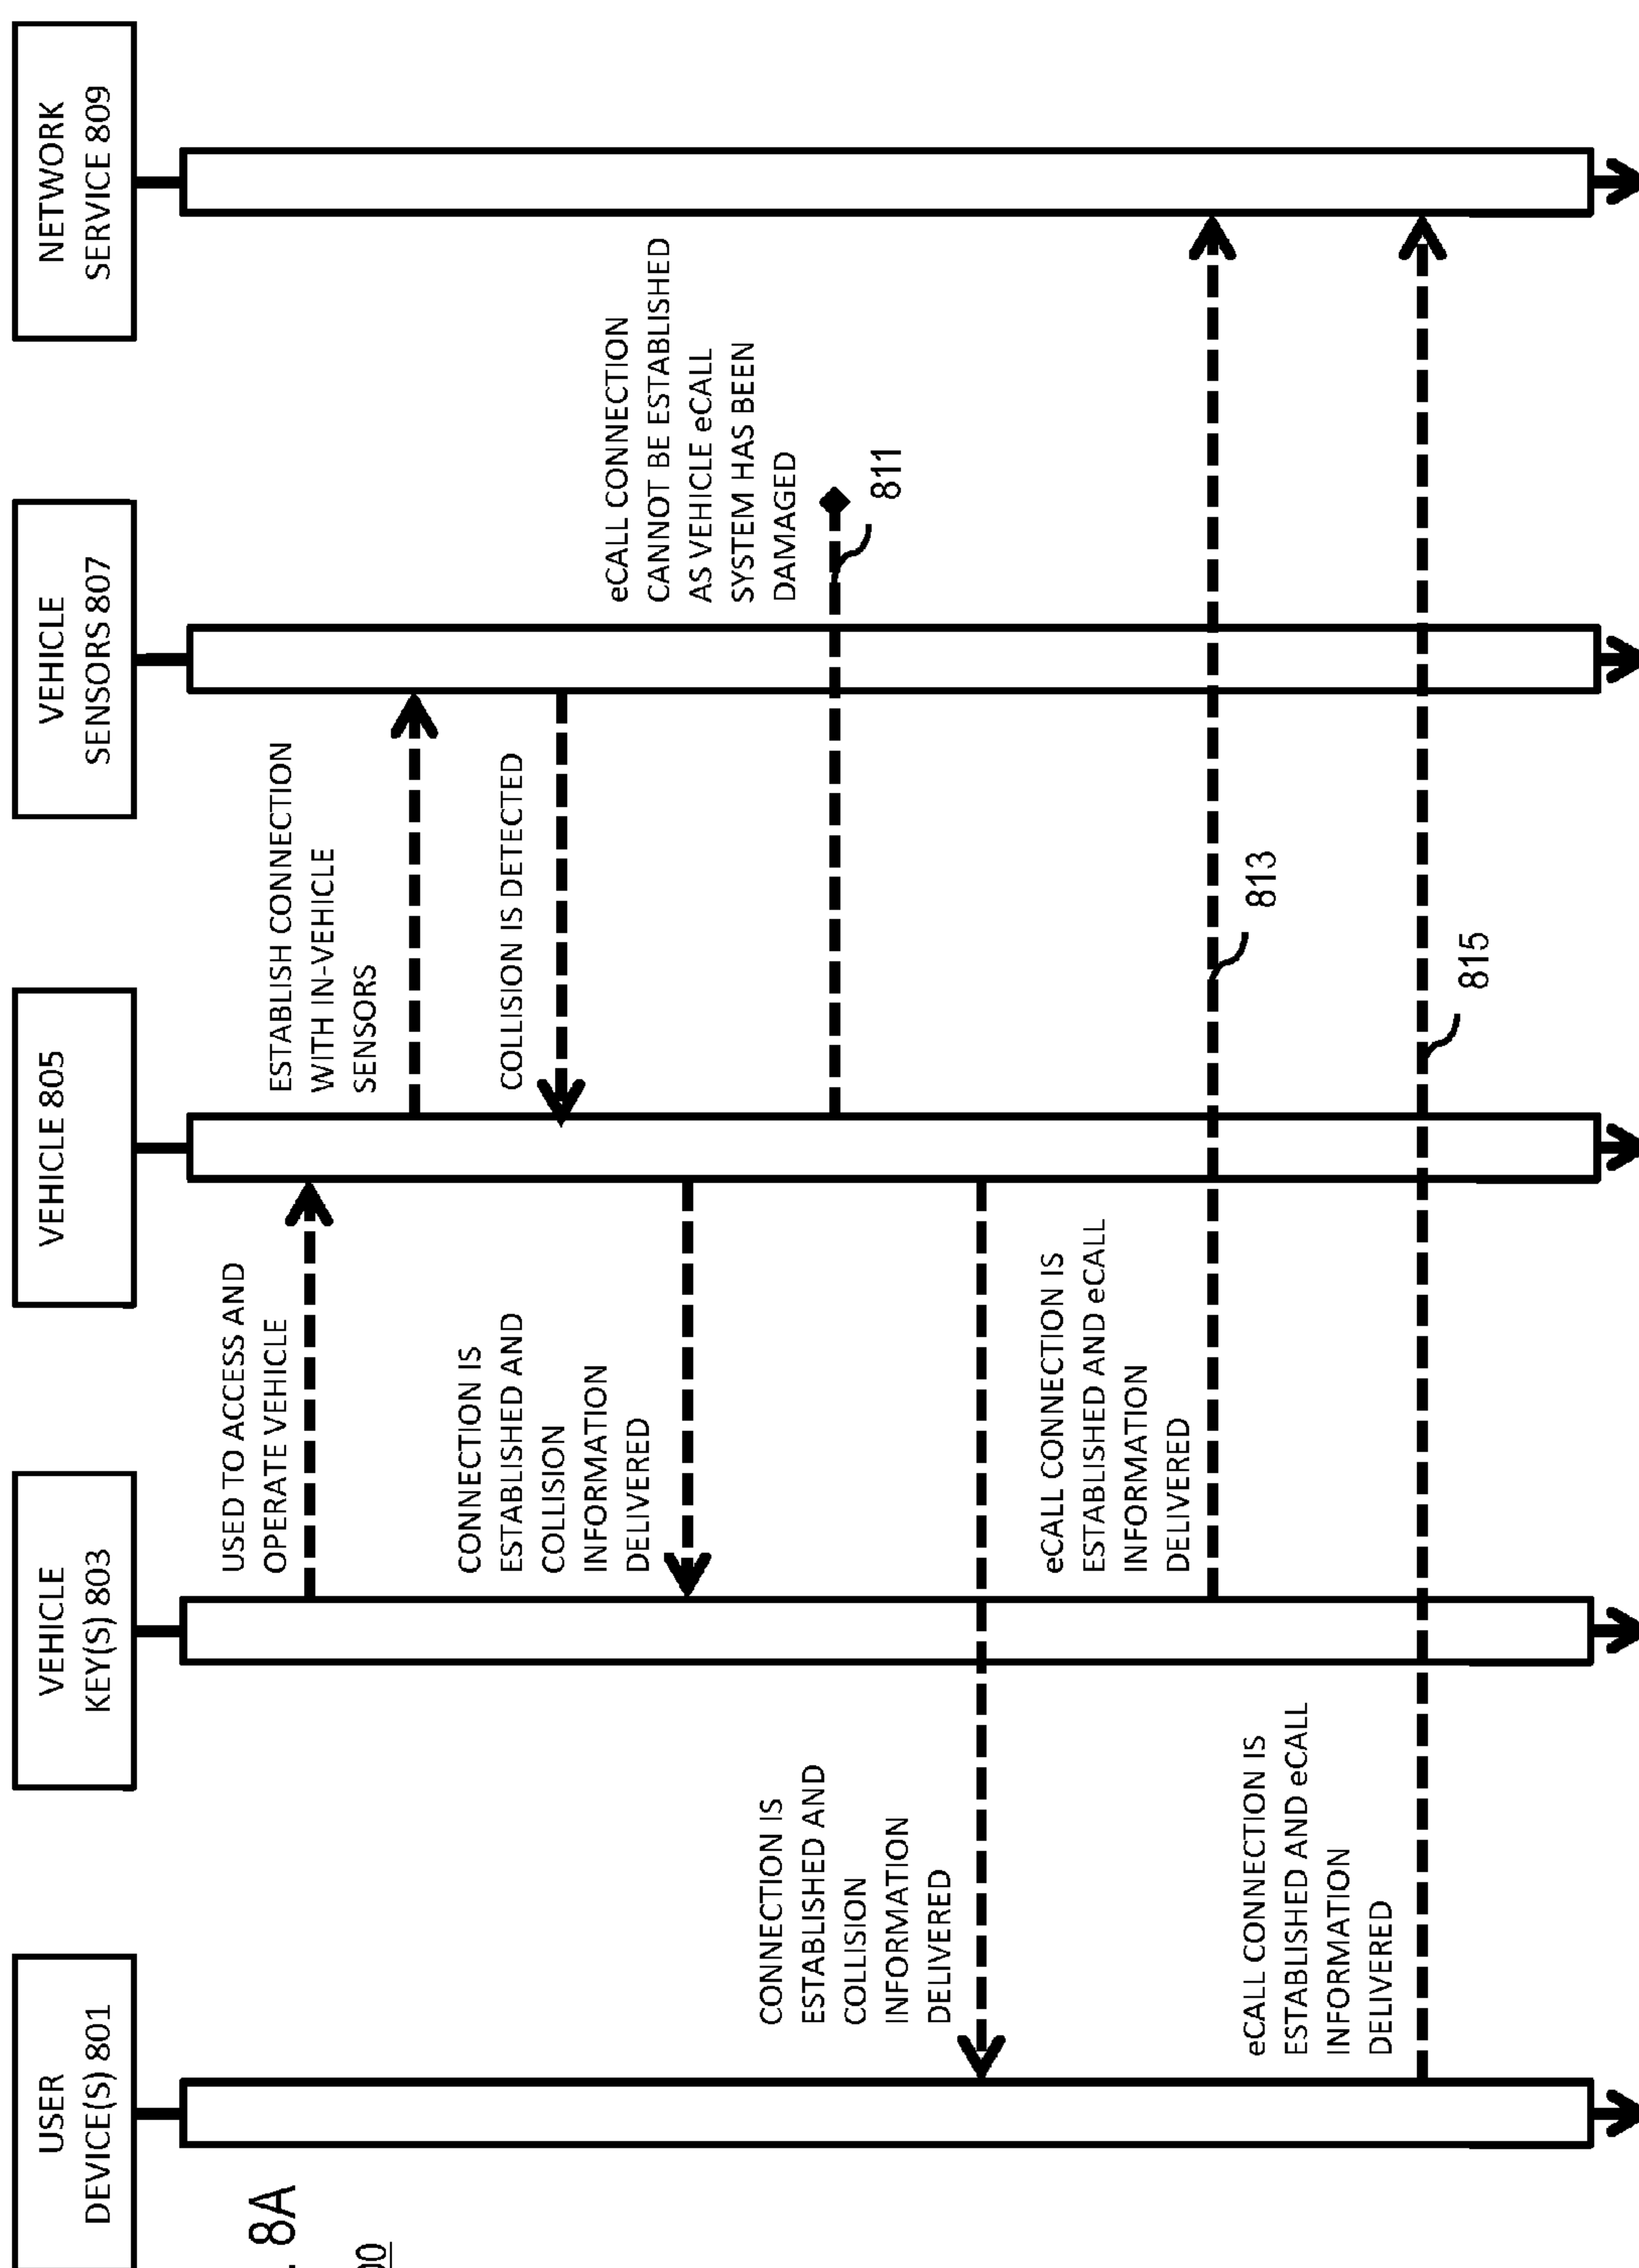 USER
DEVICE(S) 801
VEHICLE
KEY(S) 803
VEHICLE 805
VEHICLE
SENSORS 807
NETWORK
SERVICE 809
8A
USED TO ACCESS AND
OPERATE VEHICLE
ESTABLISH CONNECTION
WITH IN-VEHICLE
SENSORS
CONNECTION IS
ESTABLISHED AND
COLLISION
INFORMATION
DELIVERED
COLLISION IS DETECTED
eCALL CONNECTION
CANNOT BE ESTABLISHED
AS VEHICLE eCALL
SYSTEM HAS BEEN
DAMAGED
811
CONNECTION IS
ESTABLISHED AND
COLLISION
INFORMATION
DELIVERED
eCALL CONNECTION IS
ESTABLISHED AND eCALL
INFORMATION
DELIVERED
813
eCALL CONNECTION IS
ESTABLISHED AND eCALL
INFORMATION
DELIVERED
815